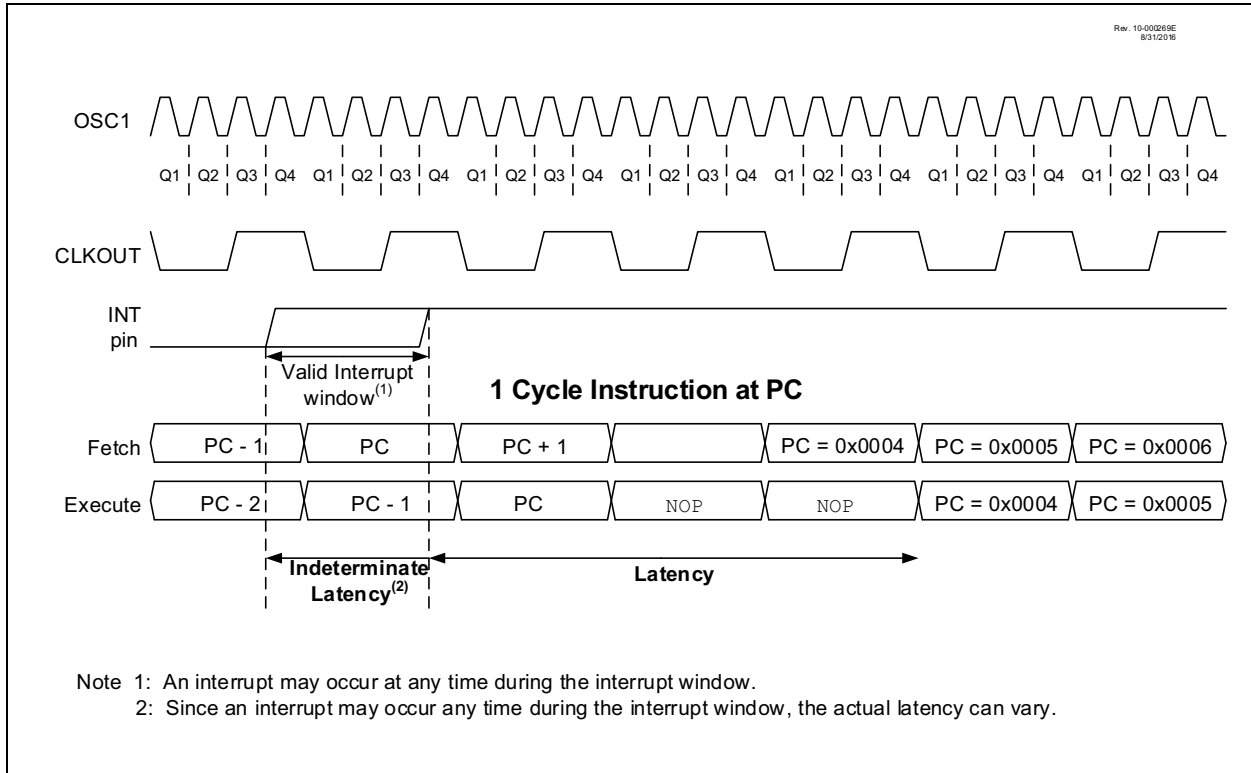 Rev. 10-000269E
8/31/2016
OSC1
Q1 Q2 Q3 Q4 Q1 Q2 Q3 Q4 Q1 Q2 Q3 Q4 Q1 Q2 Q3 Q4 Q1 Q2 Q3 Q4 Q1 Q2 Q3 Q4 Q1 Q2 Q3 Q4
CLKOUT
INT
pin
Valid Interrupt
window(1)
1 Cycle Instruction at PC
Fetch PC - 1 PC PC + 1 PC = 0x0004 PC = 0x0005 PC = 0x0006
Execute PC - 2 PC - 1 PC NOP NOP PC = 0x0004 PC = 0x0005
Indeterminate
Latency(2)
Latency
Note 1: An interrupt may occur at any time during the interrupt window.
2: Since an interrupt may occur any time during the interrupt window, the actual latency can vary.